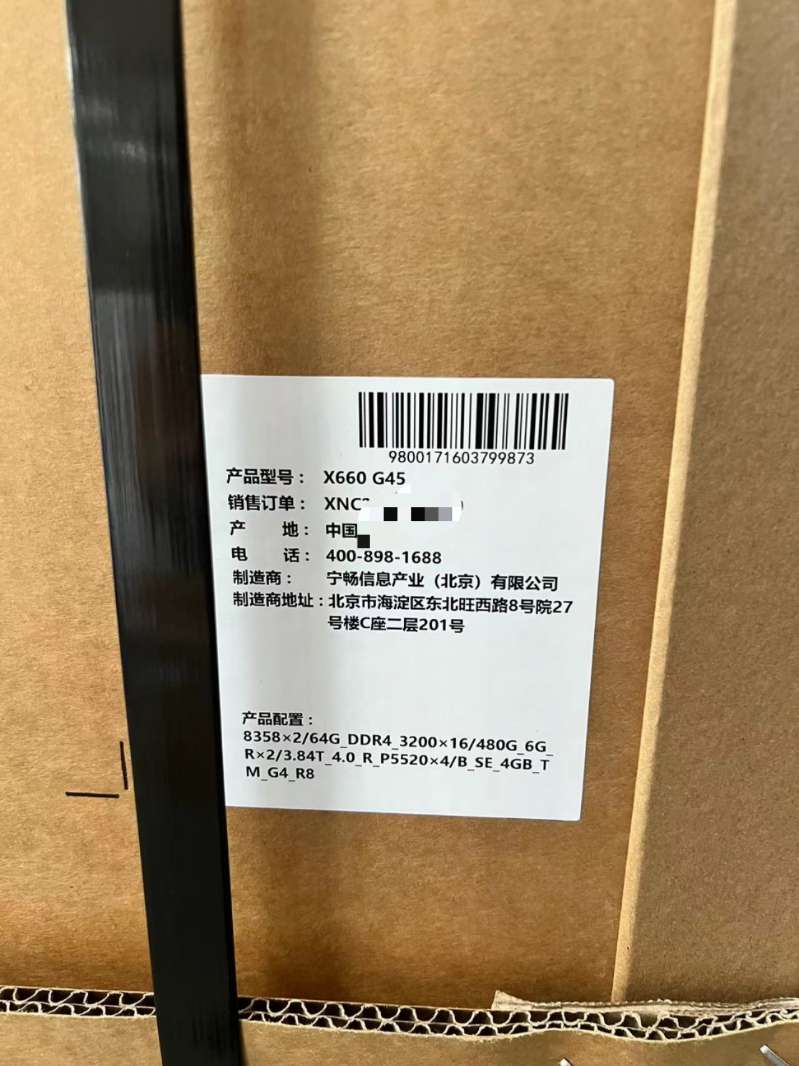 9800171603799873
产品型号： X660 G45
销售订单： XNC
产 地： 中国
电 话： 400-898-1688
制造商： 宁畅信息产业（北京）有限公司
制造商地址：北京市海淀区东北旺西路8号院27
号楼C座二层201号
产品配置：
8358×2/64G_DDR4_3200×16/480G_6G_
R×2/3.84T_4.0_R_P5520×4/B_SE_4GB_T
M_G4_R8